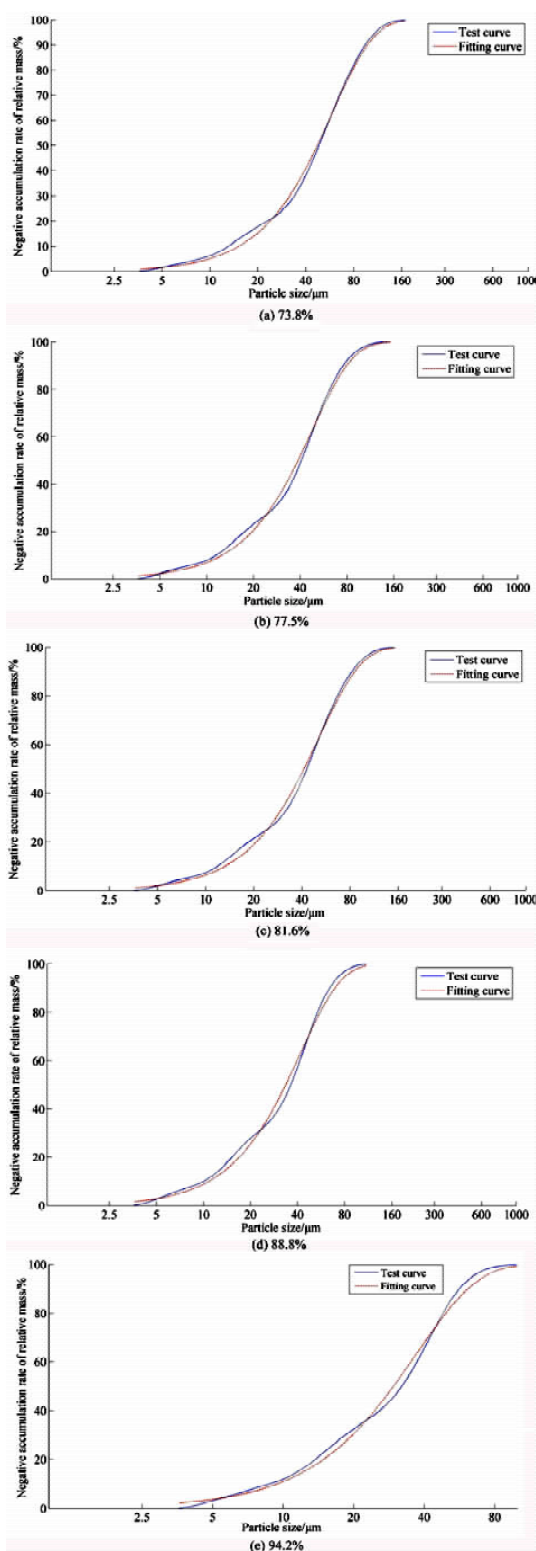 Negative accumulation rate of relative mass/%
100
90
80
70
60
50
40
30
20
10
0
Test curve
Fitting curve
2.5 5 10 20 40 80 160 300 600 1000
Particle size/μm
(a) 73.8%
Negative accumulation rate of relative mass/%
100
80
60
40
20
0
Test curve
Fitting curve
2.5 5 10 20 40 80 160 300 600 1000
Particle size/μm
(b) 77.5%
Negative accumulation rate of relative mass/%
100
80
60
40
20
0
Test curve
Fitting curve
2.5 5 10 20 40 80 160 300 600 1000
Particle size/μm
(c) 81.6%
Negative accumulation rate of relative mass/%
100
80
60
40
20
0
Test curve
Fitting curve
2.5 5 10 20 40 80 160 300 600 1000
Particle size/μm
(d) 88.8%
Negative accumulation rate of relative mass/%
100
80
60
40
20
0
Test curve
Fitting curve
2.5 5 10 20 40 80
Particle size/μm
(e) 94.2%